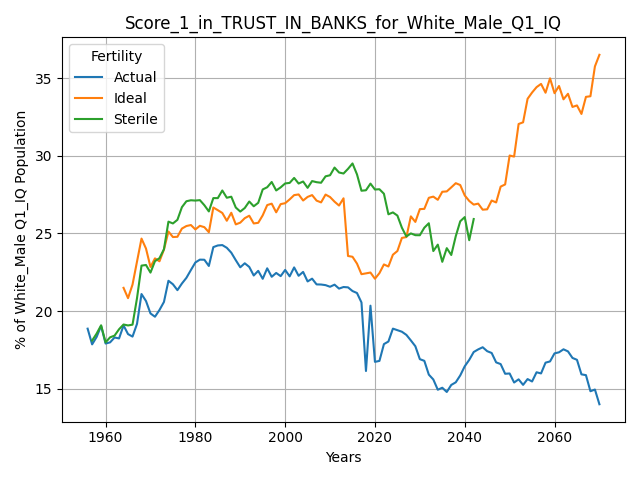 Score_1_in_TRUST_IN_BANKS_for_White_Male_Q1_IQ
Fertility
Actual
Ideal
Sterile
% of White_Male Q1_IQ Population
35
30
25
20
15
1960
1980
2000
2020
2040
2060
Years